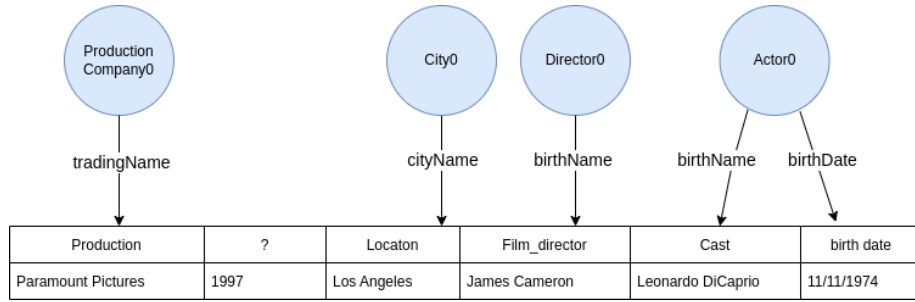 Production
Company0
City0
Director0
Actor0
tradingName
cityName
birthName
birthName
birthDate
Production ? Locaton Film_director Cast birth date
Paramount Pictures 1997 Los Angeles James Cameron Leonardo DiCaprio 11/11/1974